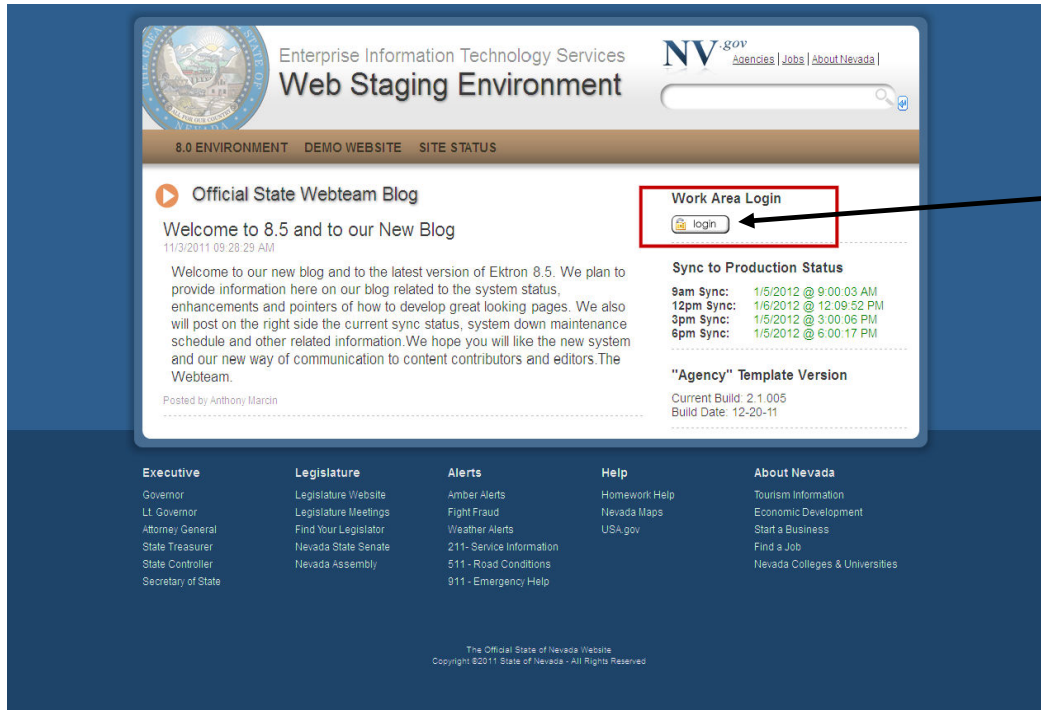 THE GREAT SEAL OF THE STATE OF NEVADA
ALL FOR OUR COUNTRY
Enterprise Information Technology Services
Web Staging Environment
NV.gov
Agencies | Jobs | About Nevada |
8.0 ENVIRONMENT DEMO WEBSITE SITE STATUS
Official State Webteam Blog
Welcome to 8.5 and to our New Blog
11/3/2011 09:28:29 AM
Welcome to our new blog and to the latest version of Ektron 8.5. We plan to
provide information here on our blog related to the system status,
enhancements and pointers of how to develop great looking pages. We also
will post on the right side the current sync status, system down maintenance
schedule and other related information.We hope you will like the new system
and our new way of communication to content contributors and editors.The
Webteam.
Posted by Anthony Marcin
Work Area Login
login
Sync to Production Status
9am Sync: 1/5/2012 @ 9:00:03 AM
12pm Sync: 1/6/2012 @ 12:09:52 PM
3pm Sync: 1/5/2012 @ 3:00:06 PM
6pm Sync: 1/5/2012 @ 6:00:17 PM
"Agency" Template Version
Current Build: 2.1.005
Build Date: 12-20-11
Executive
Governor
Lt. Governor
Attorney General
State Treasurer
State Controller
Secretary of State
Legislature
Legislature Website
Legislature Meetings
Find Your Legislator
Nevada State Senate
Nevada Assembly
Alerts
Amber Alerts
Fight Fraud
Weather Alerts
211- Service Information
511 - Road Conditions
911 - Emergency Help
Help
Homework Help
Nevada Maps
USA.gov
About Nevada
Tourism Information
Economic Development
Start a Business
Find a Job
Nevada Colleges & Universities
The Official State of Nevada Website
Copyright ©2011 State of Nevada - All Rights Reserved